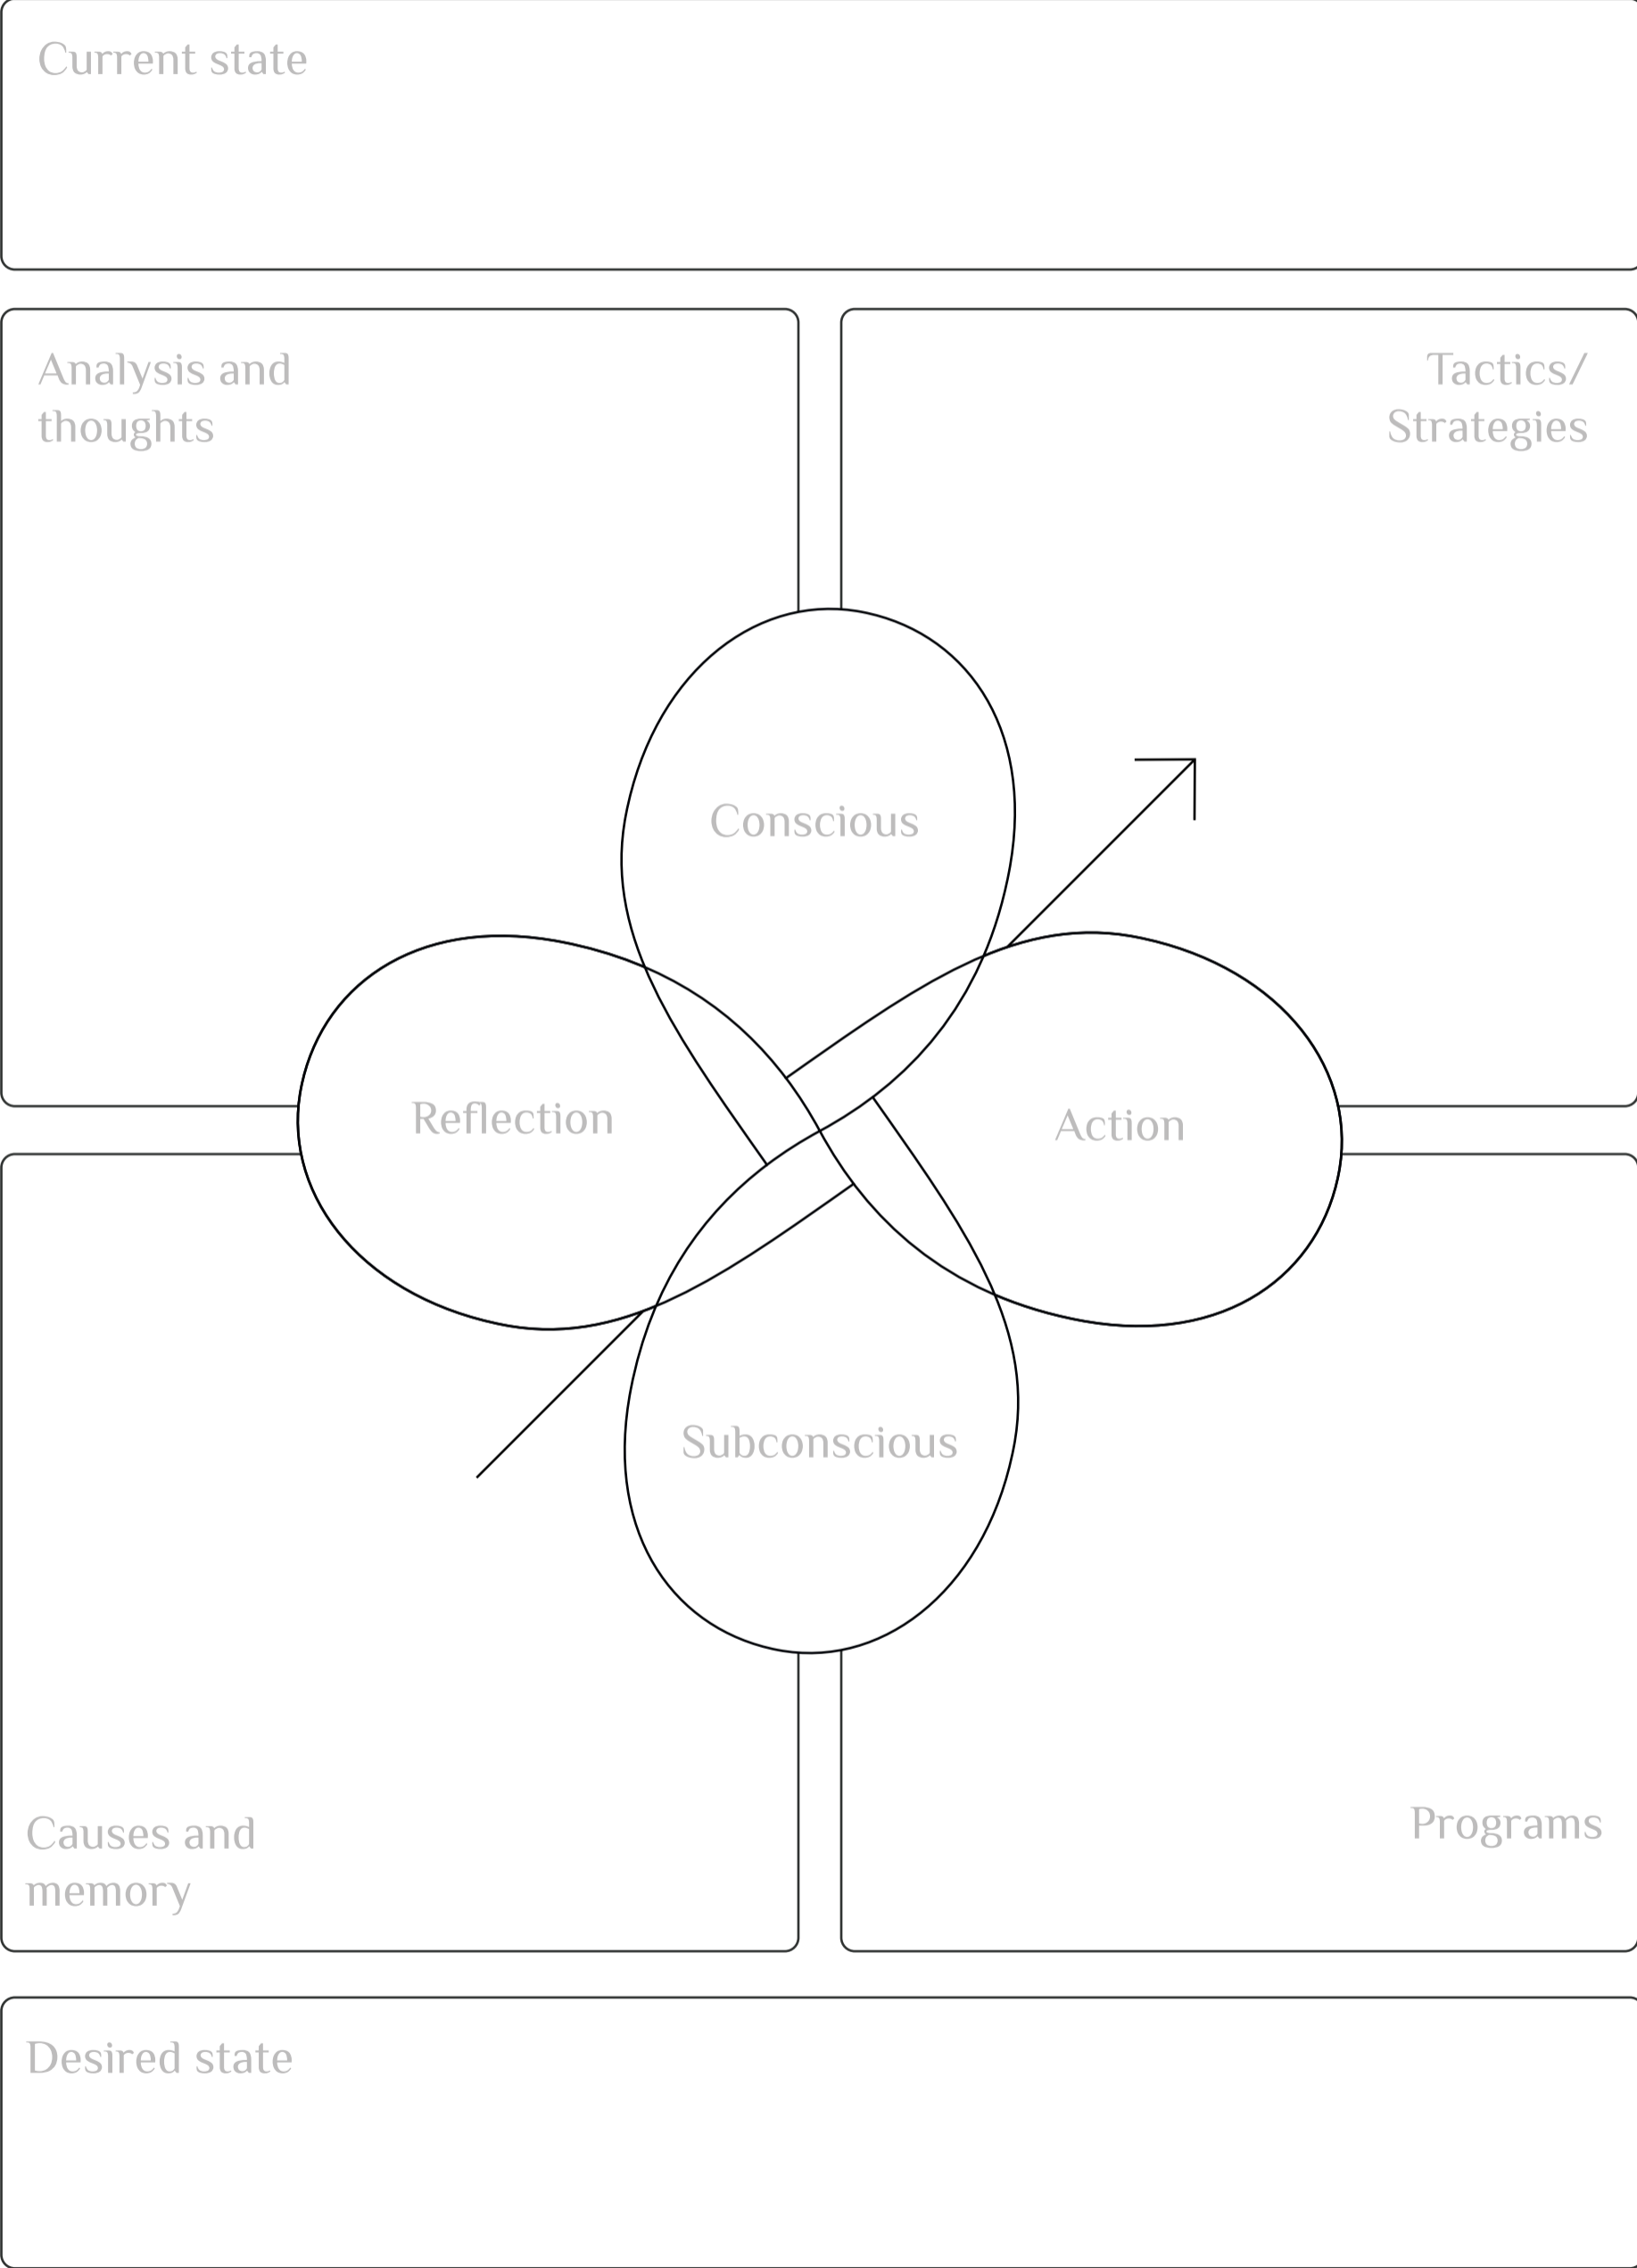 Current state
Analysis and
thoughts
Tactics/
Strategies
Conscious
Reflection
Action
Subconscious
Causes and
memory
Programs
Desired state